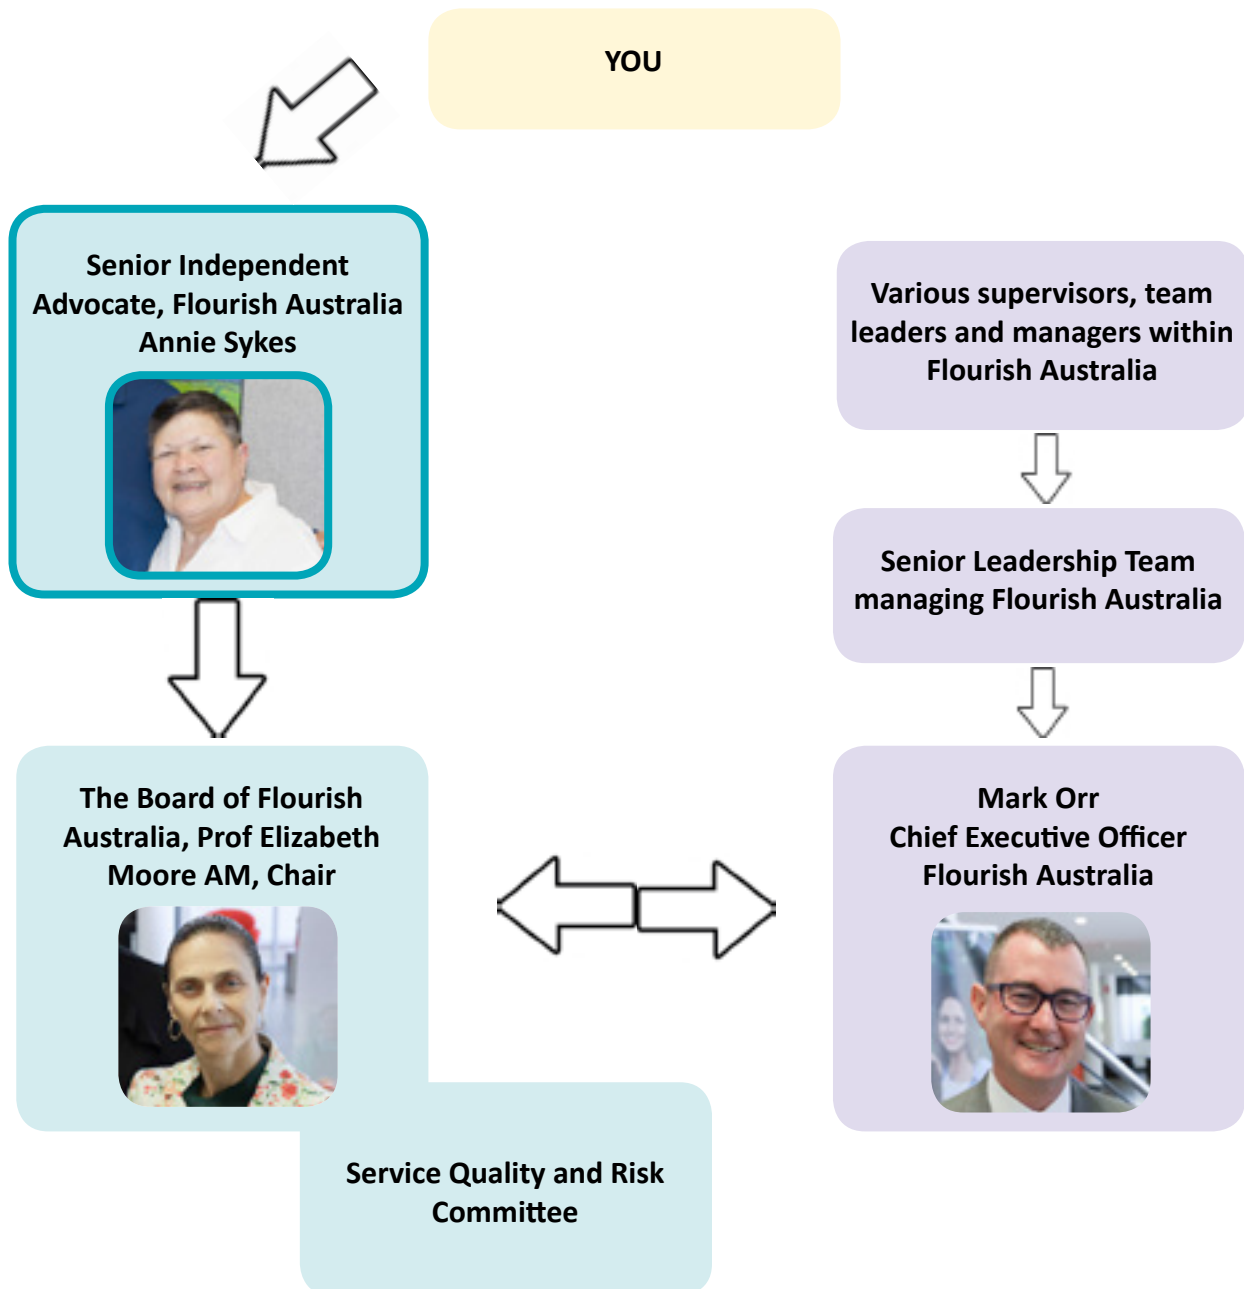 YOU
Senior Independent
Advocate, Flourish Australia
Annie Sykes
Various supervisors, team
leaders and managers within
Flourish Australia
Senior Leadership Team
managing Flourish Australia
The Board of Flourish
Australia, Prof Elizabeth
Moore AM, Chair
Mark Orr
Chief Executive Officer
Flourish Australia
Service Quality and Risk
Committee